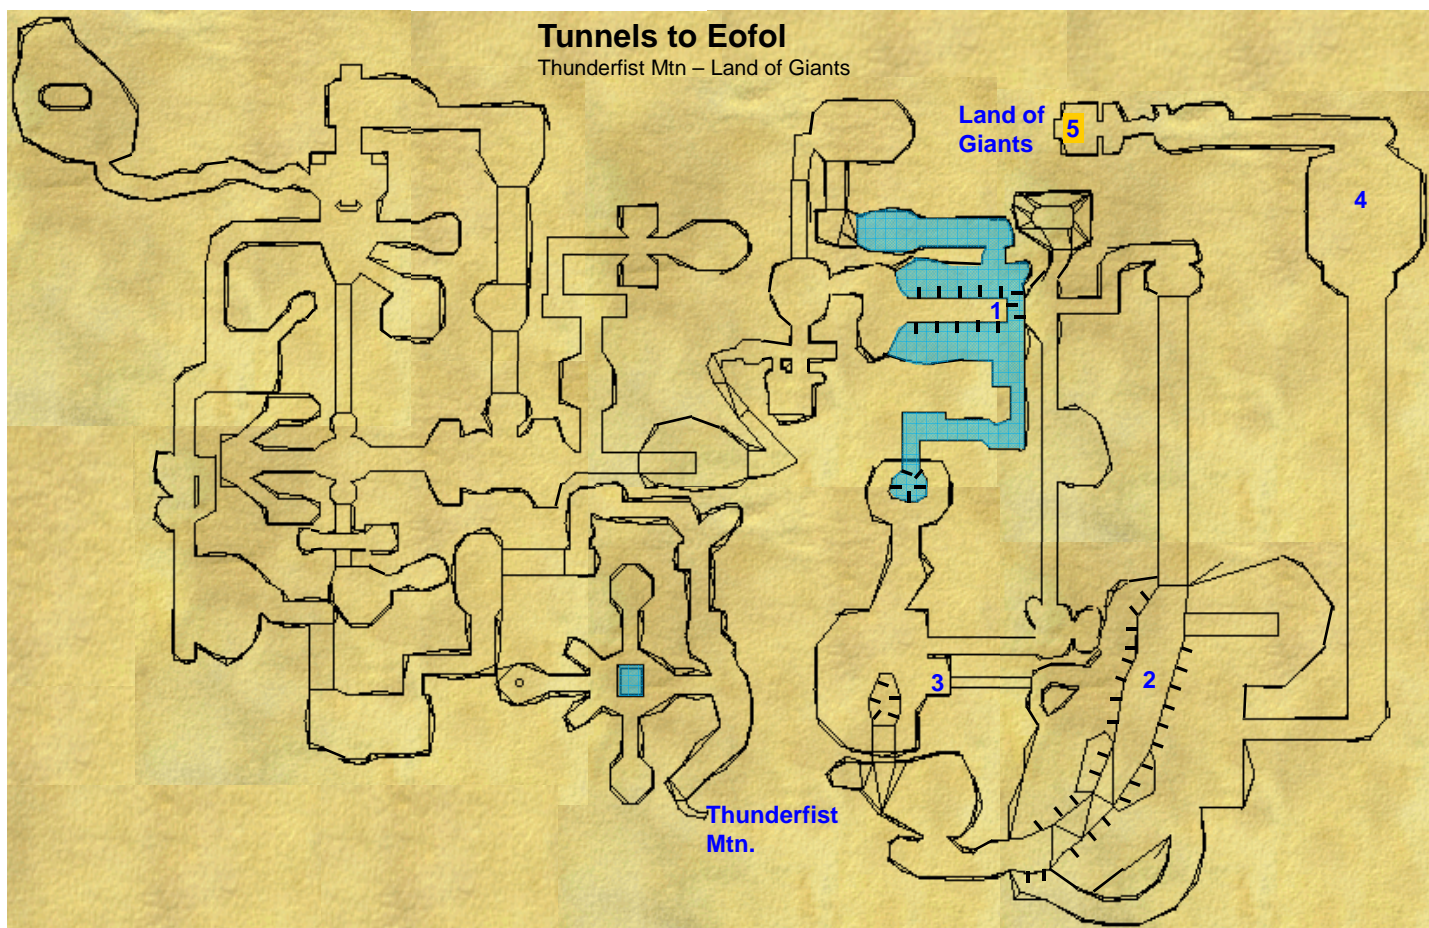 Tunnels to Eofol
Thunderfist Mtn – Land of Giants
Land of
Giants
5
4
1
2
3
Thunderfist
Mtn.